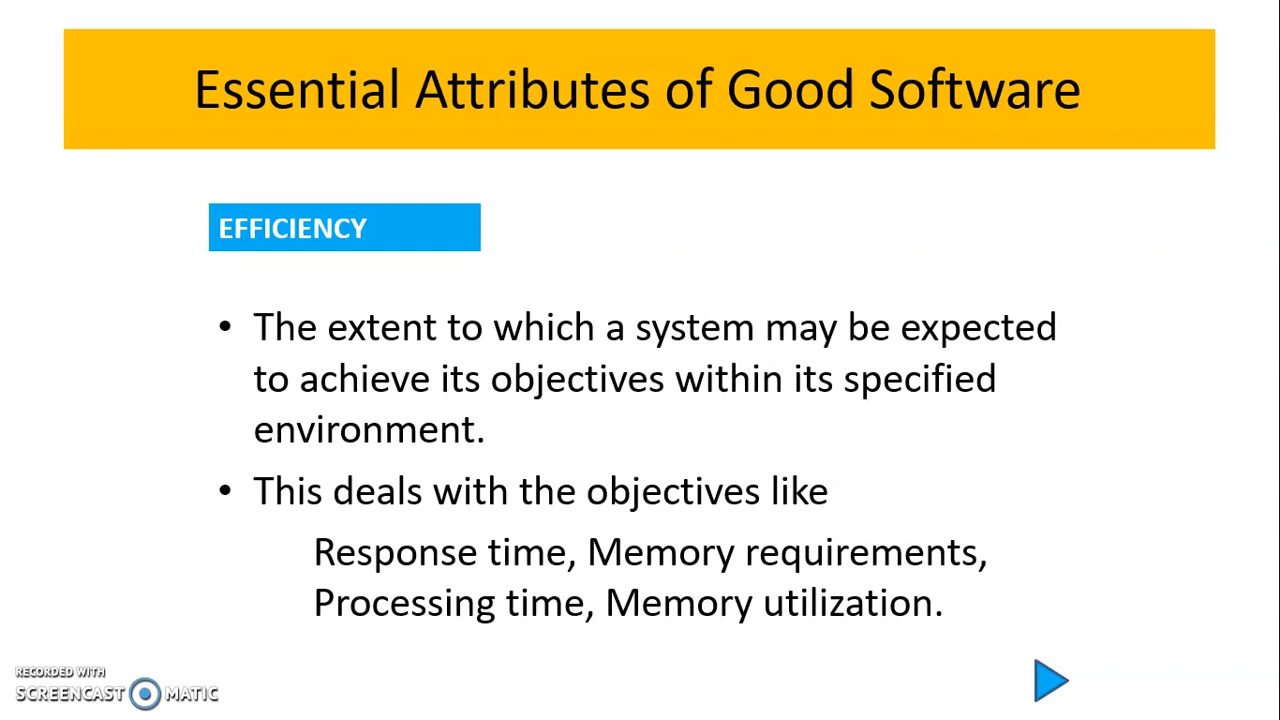 Essential Attributes of Good Software
EFFICIENCY
• The extent to which a system may be expected
to achieve its objectives within its specified
environment.
• This deals with the objectives like
Response time, Memory requirements,
Processing time, Memory utilization.
RECORDED WITH
SCREENCAST MATIC